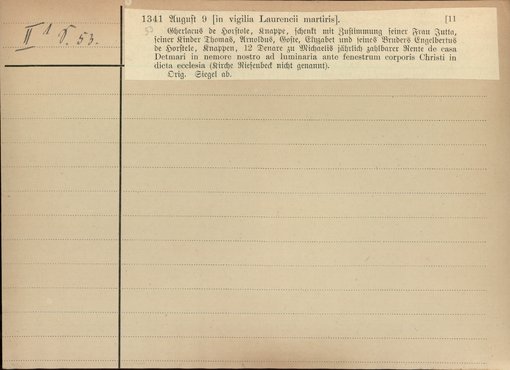 II 1 S. 53.
1341 August 9 [in vigilia Laurencii martiris]. [11
53
Gherlacus de Horstole, Knappe, schenkt mit Zustimmung seiner Frau Jutta,
seiner Kinder Thomas, Arnoldus, Goste, Elyzabet und seines Bruders Engelbertus
de Horstele, Knappen, 12 Denare zu Michaelis jährlich zahlbarer Rente de casa
Detmari in nemore nostro ad luminaria ante fenestrum corporis Christi in
dicta ecclesia (Kirche Riesenbeck nicht genannt).
Orig. Siegel ab.